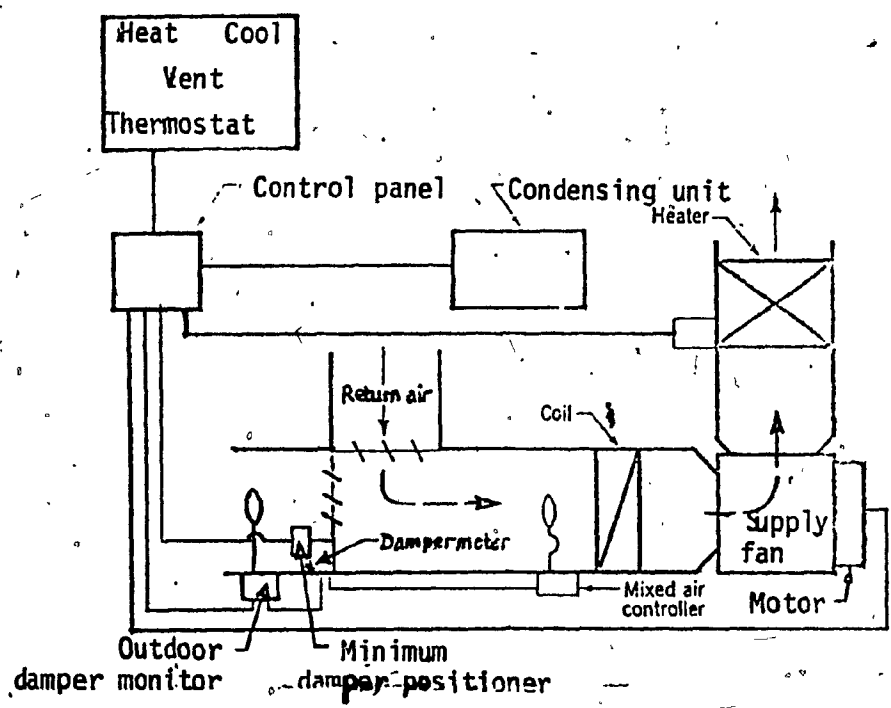 Heat Cool
Vent
Thermostat
Control panel
Condensing unit
Heater
Return air
Coil
Supply
fan
Dampermeter
Mixed air
controller
Motor
Outdoor
damper monitor
Minimum
damper positioner